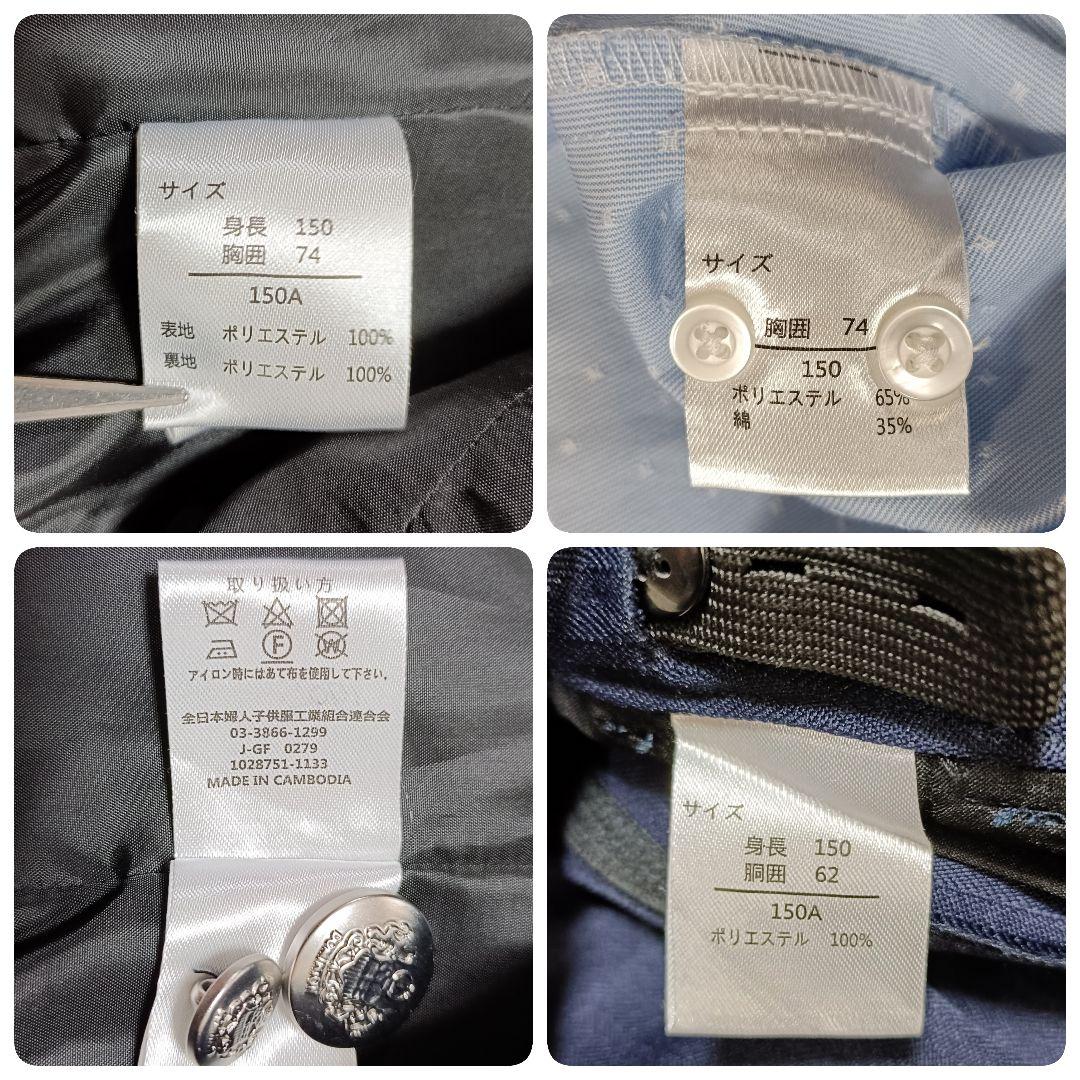 サイズ
身長 150
胸囲 74
150A
表地 ポリエステル 100%
裏地 ポリエステル 100%
サイズ
胸囲 74
150
ポリエステル 65%
綿 35%
取り扱い方
F
W
アイロン時にはあて布を使用して下さい。
全日本婦人子供服工業組合連合会
03-3866-1299
J-GF 0279
1028751-1133
MADE IN CAMBODIA
サイズ
身長 150
胴囲 62
150A
ポリエステル 100%